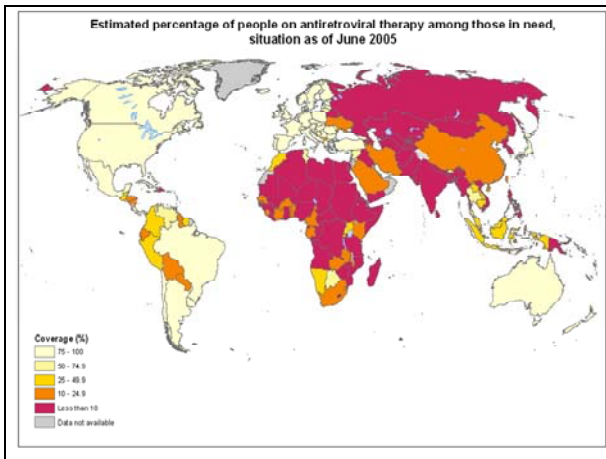 Estimated percentage of people on antiretroviral therapy among those in need,
situation as of June 2005
Coverage (%)
75 - 100
50 - 74.9
25 - 49.9
10 - 24.9
Less than 10
Data not available